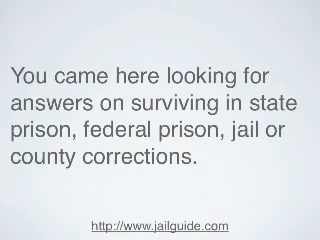 You came here looking for
answers on surviving in state
prison, federal prison, jail or
county corrections.
http://www.jailguide.com